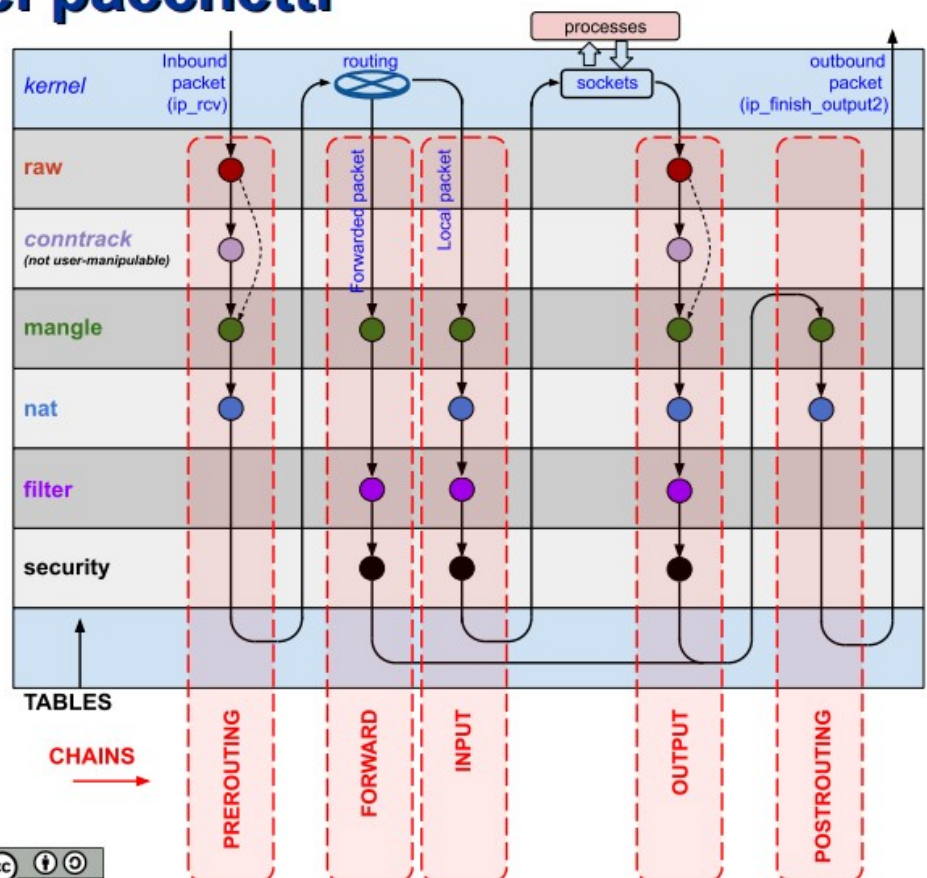 pacchetti
processes
kernel
Inbound
packet
(ip_rcv)
routing
sockets
outbound
packet
(ip_finish_output2)
raw
Forwarded packet
Local packet
conntrack
(not user-manipulable)
mangle
nat
filter
security
TABLES
CHAINS
PREROUTING
FORWARD
INPUT
OUTPUT
POSTROUTING
cc